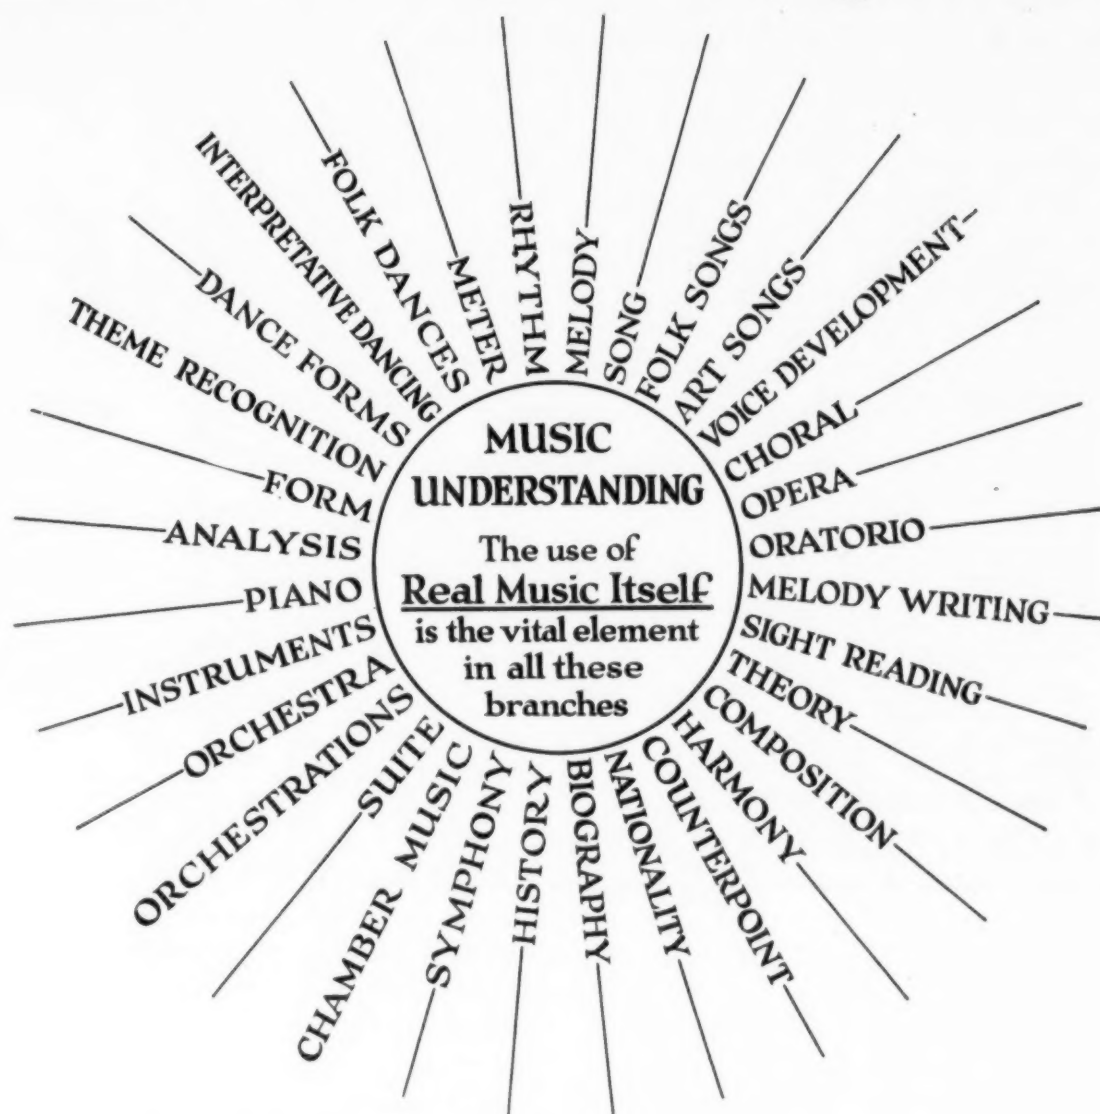 MUSIC
UNDERSTANDING
The use of
Real Music Itself
is the vital element
in all these
branches
RHYTHM
MELODY
SONG
FOLK SONGS
ART SONGS
VOICE DEVELOPMENT
CHORAL
OPERA
ORATORIO
MELODY WRITING
SIGHT READING
THEORY
COMPOSITION
HARMONY
COUNTERPOINT
NATIONALITY
BIOGRAPHY
HISTORY
SYMPHONY
CHAMBER MUSIC
SUITE
ORCHESTRATIONS
ORCHESTRA
INSTRUMENTS
PIANO
ANALYSIS
FORM
THEME RECOGNITION
DANCE FORMS
INTERPRETATIVE DANCING
FOLK DANCES
METER